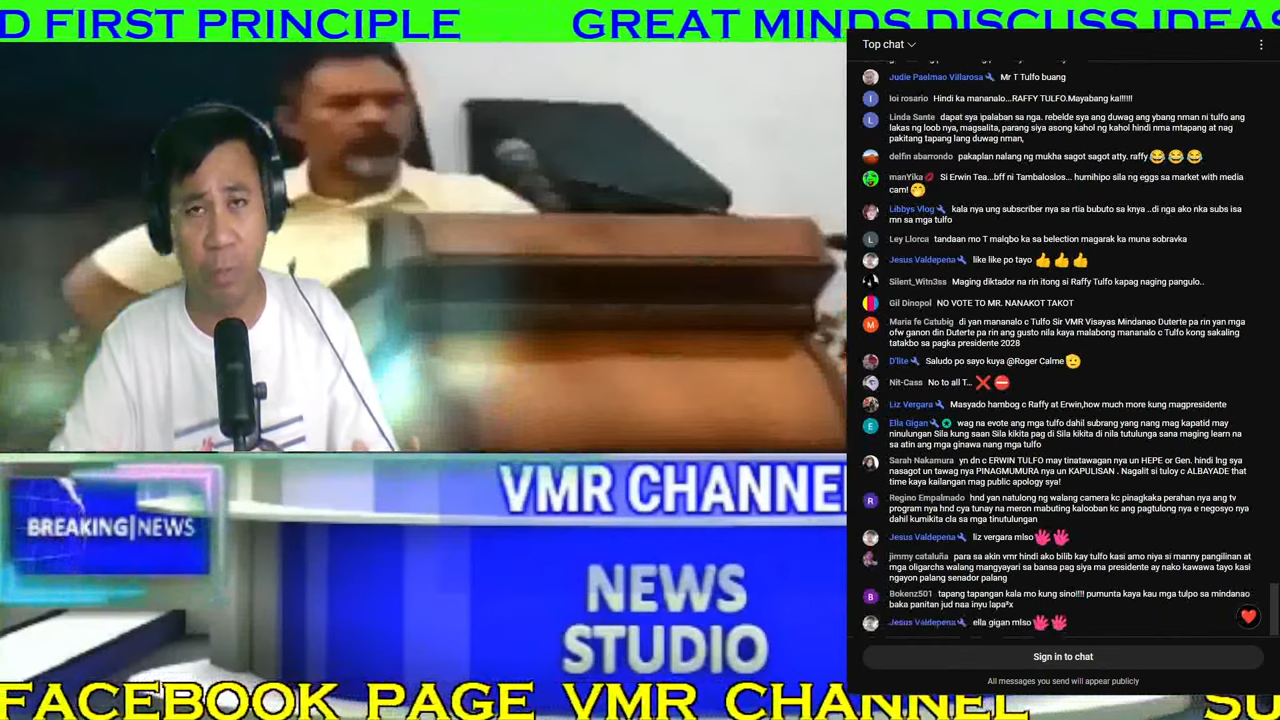 D FIRST PRINCIPLE GREAT MINDS DISCUSS IDEAS
Top chat
Judie Paelmao Villarosa Mr T Tulfo buang
loi rosario Hindi ka mananalo...RAFFY TULFO.Mayabang ka!!!!!!
Linda Sante dapat sya ipalaban sa nga. rebelde sya ang duwag ang ybang nman ni tulfo ang
lakas ng loob nya, magsalita, parang siya asong kahol ng kahol hindi nma mtapang at nag
pakitang tapang lang duwag nman,
delfin abarrondo pakaplan nalang ng mukha sagot sagot atty. raffy😂😂😂
manYika💋 Si Erwin Tea...bff ni Tambaloslos... humihipo sila ng eggs sa market with media
cam!🤭
Libbys Vlog kala nya ung subscriber nya sa rtia bubuto sa knya ..di nga ako nka subs isa
mn sa mga tulfo
Ley Llorca tandaan mo T malqbo ka sa belection magarak ka muna sobravka
Jesus Valdepena like like po tayo 👍👍👍
Silent_Witn3ss Maging diktador na rin itong si Raffy Tulfo kapag naging pangulo..
Gil Dinopol NO VOTE TO MR. NANAKOT TAKOT
Maria fe Catubig di yan mananalo c Tulfo Sir VMR Visayas Mindanao Duterte pa rin yan mga
ofw ganon din Duterte pa rin ang gusto nila kaya malabong mananalo c Tulfo kong sakaling
tatakbo sa pagka presidente 2028
D'lite Saludo po sayo kuya @Roger Calme🫡
Nit-Cass No to all T... ❌⛔
Liz Vergara Masyado hambog c Raffy at Erwin,how much more kung magpresidente
Ella Gigan wag na evote ang mga tulfo dahil subrang yang nang mag kapatid may
ninulungan Sila kung saan Sila kikita pag di Sila kikita di nila tutulunga sana maging learn na
sa atin ang mga ginawa nang mga tulfo
Sarah Nakamura yn dn c ERWIN TULFO may tinatawagan nya un HEPE or Gen. hindi lng sya
nasagot un tawag nya PINAGMUMURA nya un KAPULISAN . Nagalit si tuloy c ALBAYADE that
time kaya kailangan mag public apology sya!
Regino Empalmado hnd yan natulong ng walang camera kc pinagkaka perahan nya ang tv
program nya hnd cya tunay na meron mabuting kalooban kc ang pagtulong nya e negosyo nya
dahil kumikita cla sa mga tinutulungan
Jesus Valdepena liz vergara mlso
jimmy cataluña para sa akin vmr hindi ako bilib kay tulfo kasi amo niya si manny pangilinan at
mga oligarchs walang mangyayari sa bansa pag siya ma presidente ay nako kawawa tayo kasi
ngayon palang senador palang
Bokenz501 tapang tapangan kala mo kung sino!!!! pumunta kaya kau mga tulpo sa mindanao
baka panitan jud naa inyu lapa²x
Jesus Valdepena ella gigan mlso
Sign in to chat
All messages you send will appear publicly
VMR CHANNE
BREAKING|NEWS
NEWS
STUDIO
FACEBOOK PAGE VMR CHANNEL SU